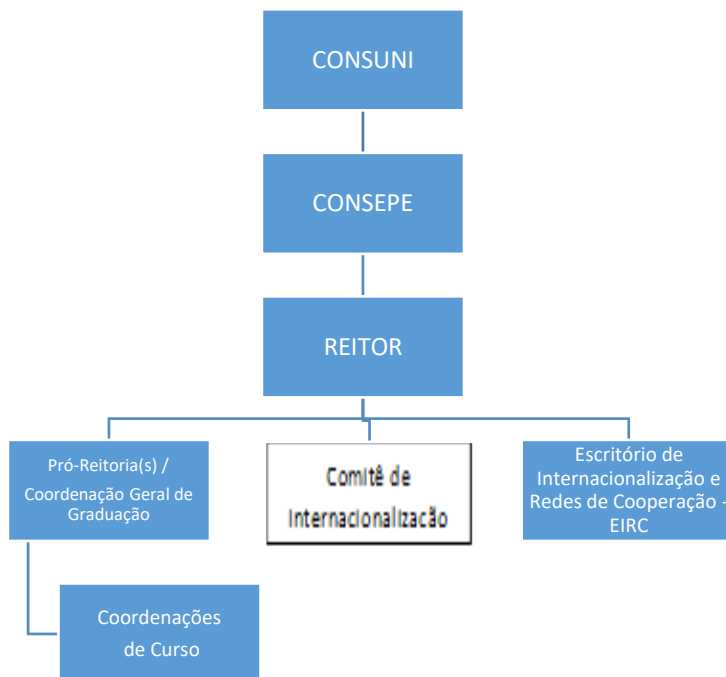 CONSUNI
CONSEPE
REITOR
Pró-Reitoria(s) /
Coordenação Geral de
Graduação
Comitê de
Internacionalização
Escritório de
Internacionalização e
Redes de Cooperação -
EIRC
Coordenações
de Curso